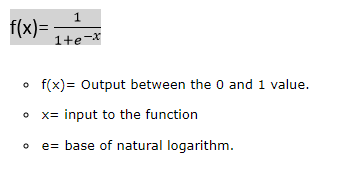 f(x)= 1 / 1+e^-x
f(x)= Output between the 0 and 1 value.
x= input to the function
e= base of natural logarithm.